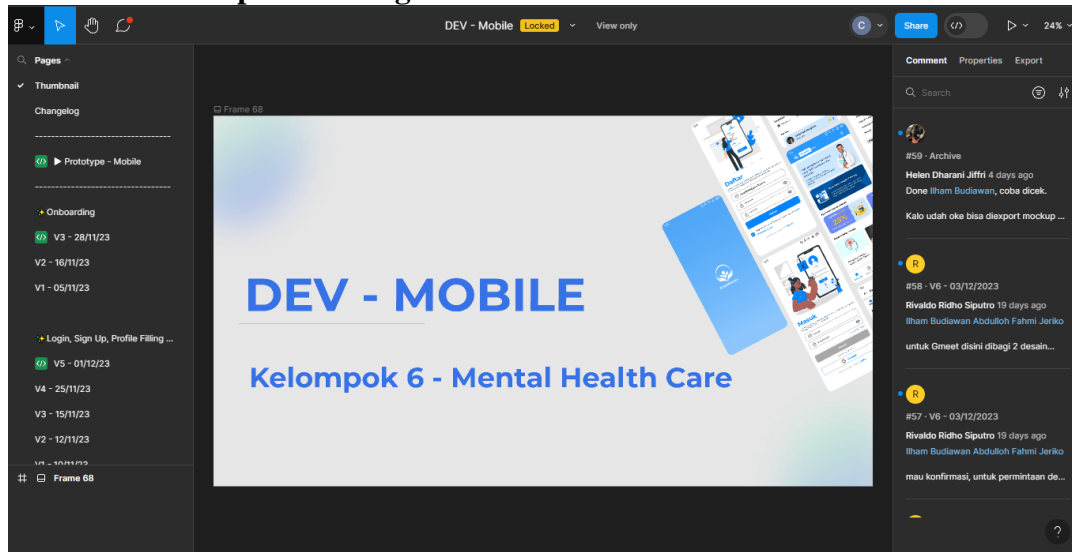 DEV - Mobile Locked View only
C
Share
24%
Pages
Thumbnail
Changelog
----------------------------------
Prototype - Mobile
----------------------------------
Onboarding
V3 - 28/11/23
V2 - 16/11/23
V1 - 05/11/23
Login, Sign Up, Profile Filling ...
V5 - 01/12/23
V4 - 25/11/23
V3 - 15/11/23
V2 - 12/11/23
Frame 68
Frame 68
DEV - MOBILE
Kelompok 6 - Mental Health Care
Daftar
Masuk
Comment Properties Export
Search
#59 · Archive
Helen Dharani Jiffri 4 days ago
Done Ilham Budiawan, coba dicek.
Kalo udah oke bisa diexport mockup ...
R
#58 · V6 - 03/12/2023
Rivaldo Ridho Siputro 19 days ago
Ilham Budiawan Abdulloh Fahmi Jeriko
untuk Gmeet disini dibagi 2 desain...
R
#57 · V6 - 03/12/2023
Rivaldo Ridho Siputro 19 days ago
Ilham Budiawan Abdulloh Fahmi Jeriko
mau konfirmasi, untuk permintaan de...
?